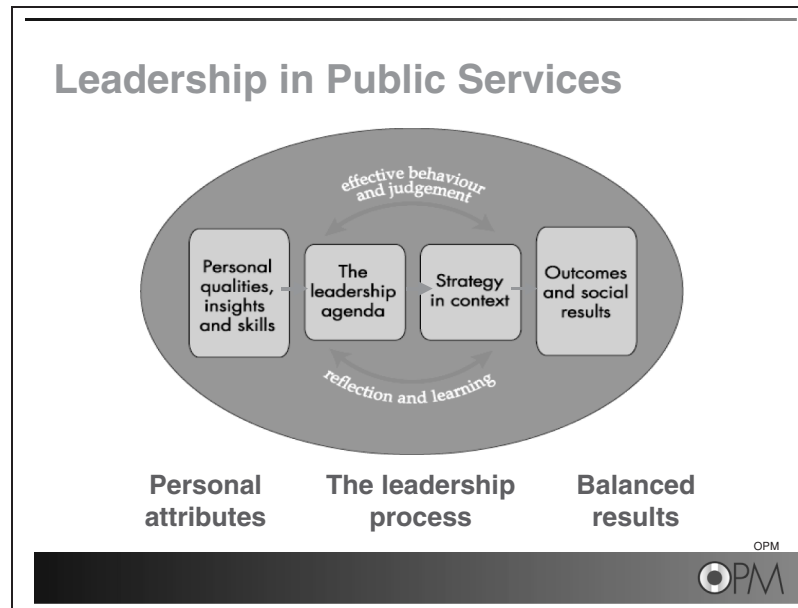 Leadership in Public Services
effective behaviour
and judgement
Personal
qualities,
insights
and skills
The
leadership
agenda
Strategy
in context
Outcomes
and social
results
reflection and learning
Personal
attributes
The leadership
process
Balanced
results
OPM
OPM